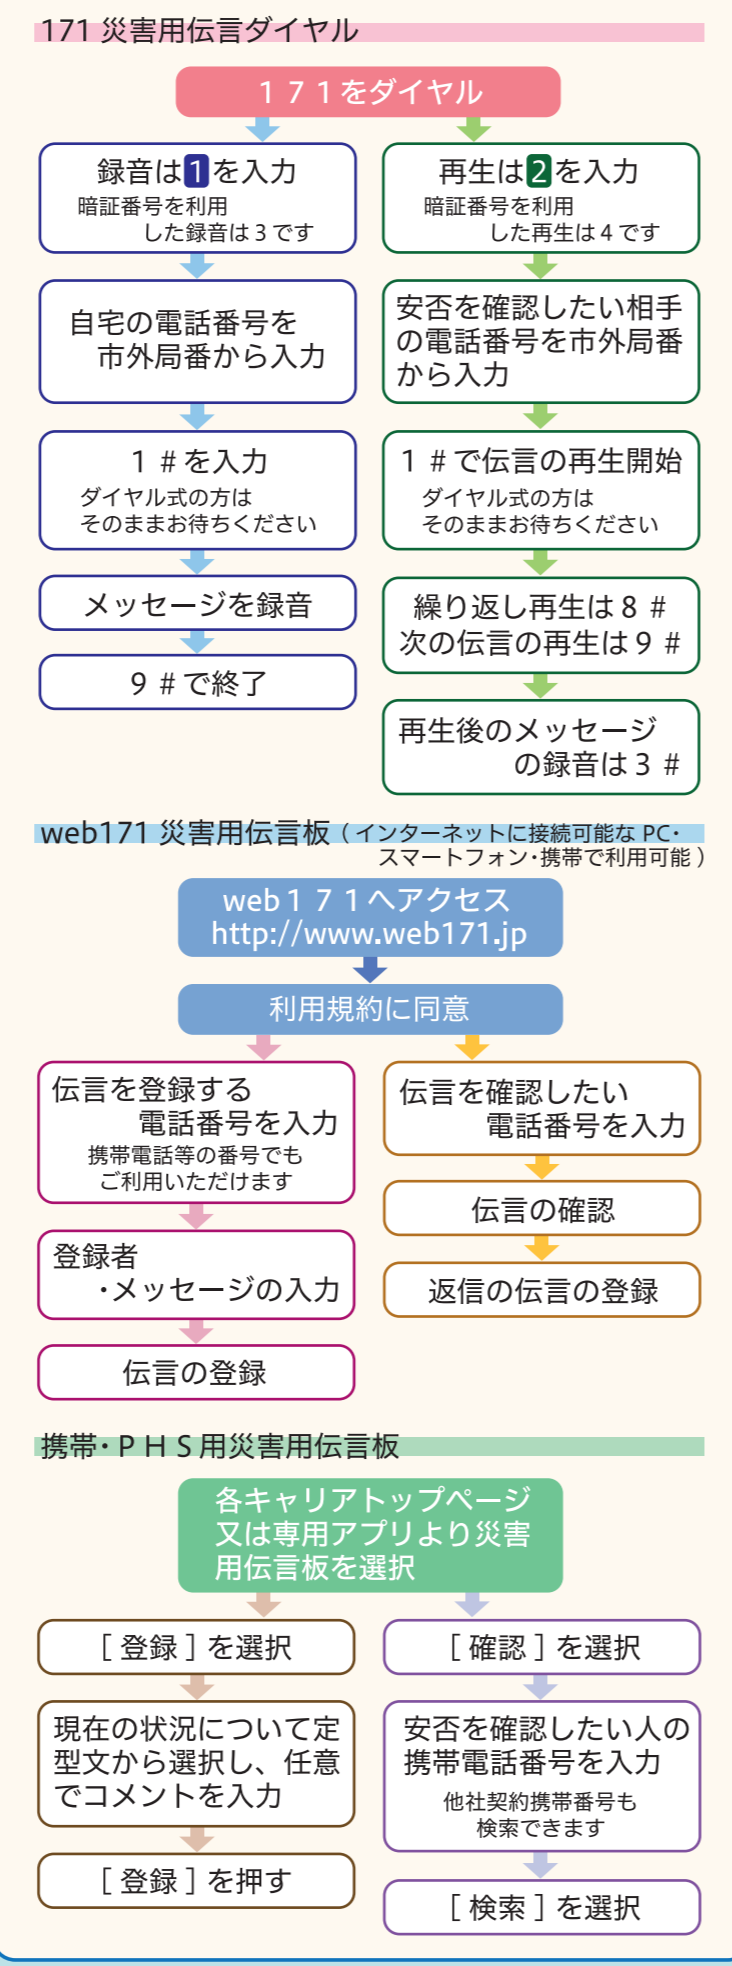 171 災害用伝言ダイヤル
１７１をダイヤル
録音は1を入力
暗証番号を利用
した録音は 3 です
自宅の電話番号を
市外局番から入力
１ # を入力
ダイヤル式の方は
そのままお待ちください
メッセージを録音
９ # で終了
再生は2を入力
暗証番号を利用
した再生は 4 です
安否を確認したい相手
の電話番号を市外局番
から入力
１ # で伝言の再生開始
ダイヤル式の方は
そのままお待ちください
繰り返し再生は 8 #
次の伝言の再生は 9 #
再生後のメッセージ
の録音は 3 #
web171 災害用伝言板（インターネットに接続可能な PC・
スマートフォン・携帯で利用可能）
web１７１へアクセス
http://www.web171.jp
利用規約に同意
伝言を登録する
電話番号を入力
携帯電話等の番号でも
ご利用いただけます
登録者
・メッセージの入力
伝言の登録
伝言を確認したい
電話番号を入力
伝言の確認
返信の伝言の登録
携帯・ＰＨＳ用災害用伝言板
各キャリアトップページ
又は専用アプリより災害
用伝言板を選択
［登録］を選択
現在の状況について定
型文から選択し、任意
でコメントを入力
［登録］を押す
［確認］を選択
安否を確認したい人の
携帯電話番号を入力
他社契約携帯番号も
検索できます
［検索］を選択